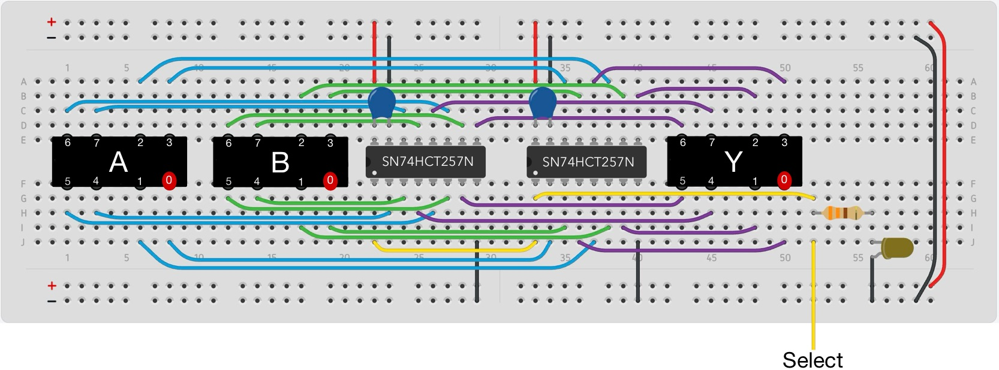 +
−
1 5 10 15 20 25 30 35 40 45 50 55 60
A A
B B
C C
D D
E E
6 7 2 3 6 7 2 3 6 7 2 3
A B SN74HCT257N SN74HCT257N Y
5 4 1 0 5 4 1 0 5 4 1 0
F F
G G
H H
I I
J J
1 5 10 15 20 25 30 35 40 45 50 55 60
+
−
Select